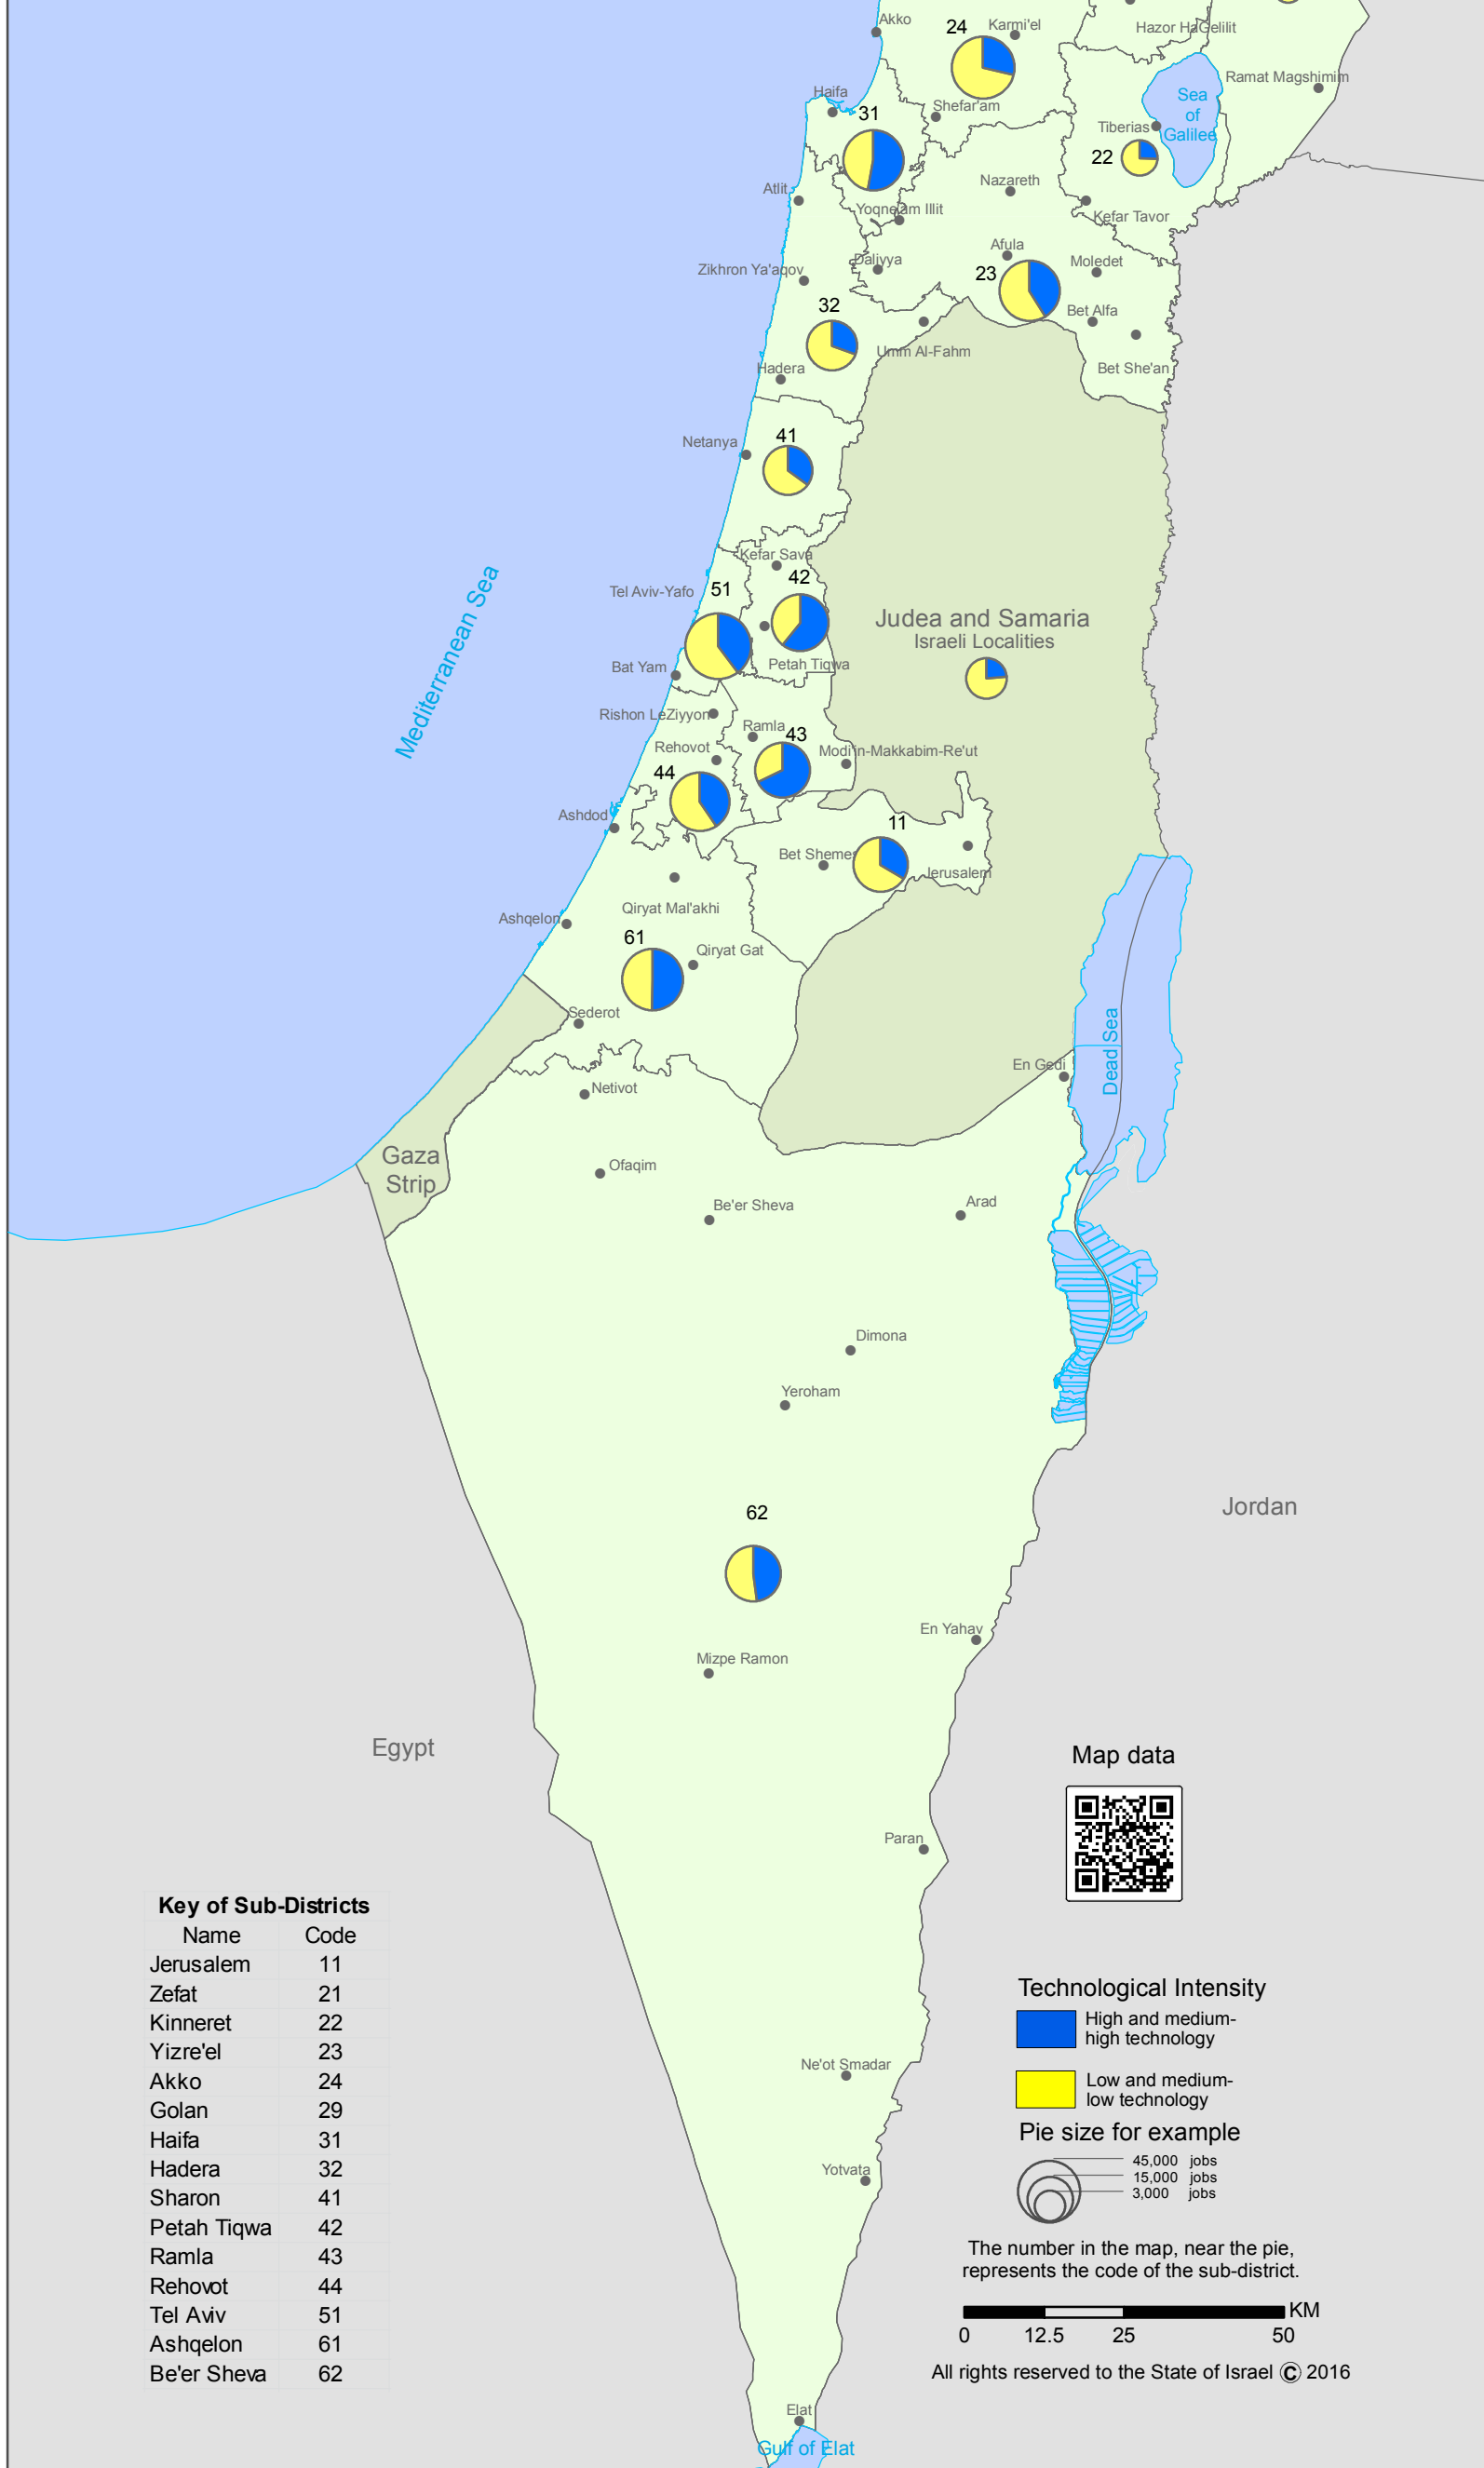 Akko
24
Karmi'el
Hazor HaGelilit
Ramat Magshimim
Haifa
31
Shefar'am
Sea
of
Galilee
Tiberias
22
Atlit
Nazareth
Yoqne'am Illit
Kefar Tavor
Afula
Daliyya
Moledet
Zikhron Ya'aqov
23
32
Bet Alfa
Umm Al-Fahm
Hadera
Bet She'an
41
Netanya
Kefar Sava
42
Tel Aviv-Yafo
51
Mediterranean Sea
Judea and Samaria
Israeli Localities
Bat Yam
Petah Tiqwa
Rishon LeZiyyon
Ramla
43
Rehovot
Modi'in-Makkabim-Re'ut
44
Ashdod
11
Bet Shemes
Jerusalem
Qiryat Mal'akhi
Ashqelon
61
Qiryat Gat
Sederot
Dead Sea
En Gedi
Netivot
Gaza
Strip
Ofaqim
Be'er Sheva
Arad
Dimona
Yeroham
62
Jordan
En Yahav
Mizpe Ramon
Egypt
Map data
Paran
Key of Sub-Districts
Name Code
Jerusalem 11
Zefat 21
Kinneret 22
Yizre'el 23
Akko 24
Golan 29
Haifa 31
Hadera 32
Sharon 41
Petah Tiqwa 42
Ramla 43
Rehovot 44
Tel Aviv 51
Ashqelon 61
Be'er Sheva 62
Technological Intensity
High and medium-
high technology
Ne'ot Smadar
Low and medium-
low technology
Pie size for example
45,000 jobs
15,000 jobs
3,000 jobs
Yotvata
The number in the map, near the pie,
represents the code of the sub-district.
KM
0 12.5 25 50
All rights reserved to the State of Israel © 2016
Elat
Gulf of Elat